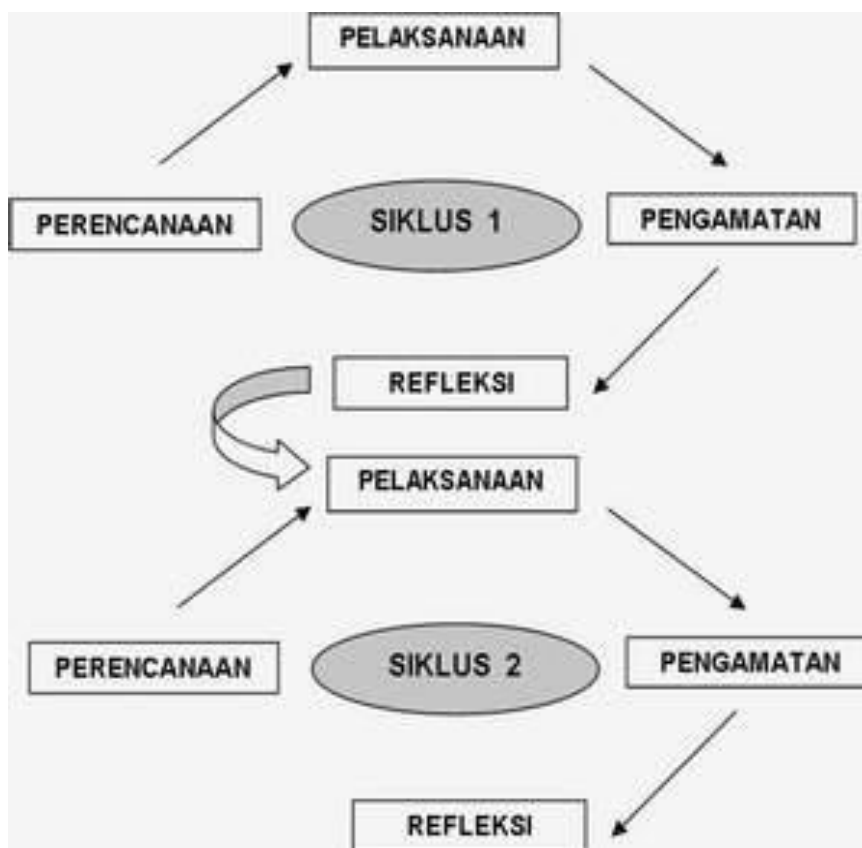 PELAKSANAAN
PERENCANAAN
SIKLUS 1
PENGAMATAN
REFLEKSI
PELAKSANAAN
PERENCANAAN
SIKLUS 2
PENGAMATAN
REFLEKSI